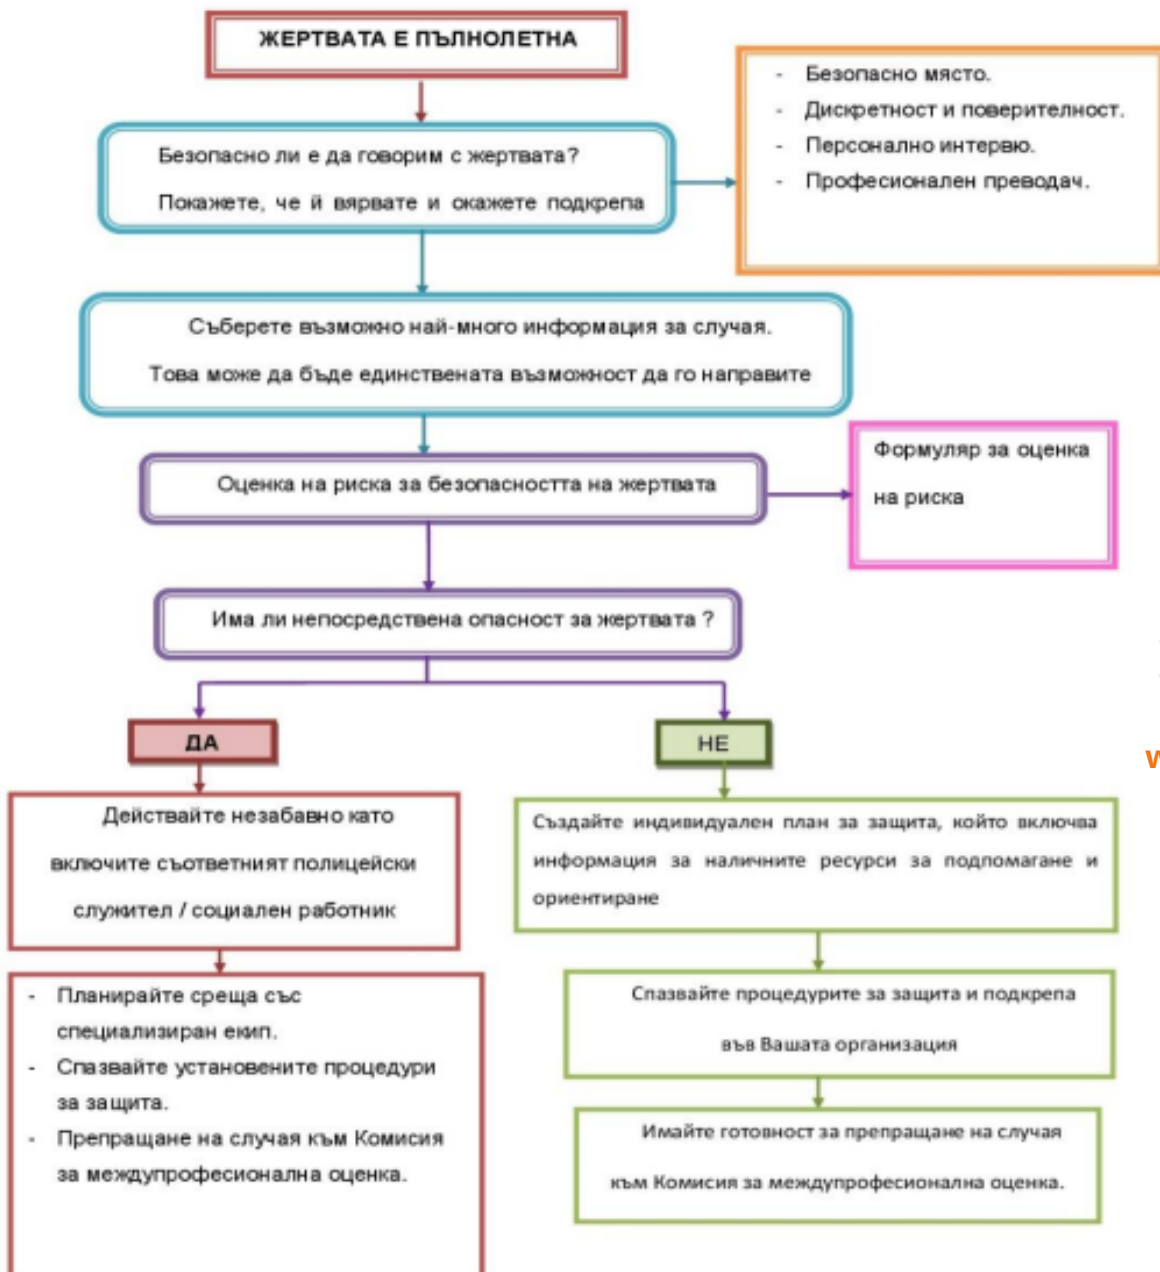 ЖЕРТВАТА Е ПЪЛНОЛЕТНА
Безопасно ли е да говорим с жертвата?
Покажете, че й вярвате и окажете подкрепа
- Безопасно място.
- Дискретност и поверителност.
- Персонално интервю.
- Професионален преводач.
Съберете възможно най-много информация за случая.
Това може да бъде единствената възможност да го направите
Оценка на риска за безопасността на жертвата
Формуляр за оценка
на риска
Има ли непосредствена опасност за жертвата ?
ДА
НЕ
Действайте незабавно като
включите съответният полицейски
служител / социален работник
- Планирайте среща със
специализиран екип.
- Спазвайте установените процедури
за защита.
- Препращане на случая към Комисия
за междупрофесионална оценка.
Създайте индивидуален план за защита, който включва
информация за наличните ресурси за подпомагане и
ориентиране
Спазвайте процедурите за защита и подкрепа
във Вашата организация
Имайте готовност за препращане на случая
към Комисия за междупрофесионална оценка.